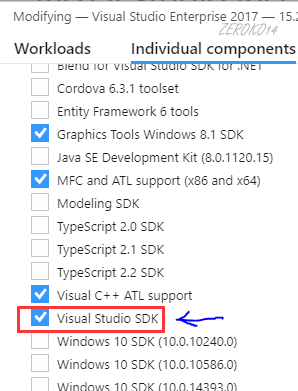 Modifying — Visual Studio Enterprise 2017 — 15.2
ZEROKO14
Workloads Individual components
Blend for Visual Studio SDK for .NET
Cordova 6.3.1 toolset
Entity Framework 6 tools
Graphics Tools Windows 8.1 SDK
Java SE Development Kit (8.0.1120.15)
MFC and ATL support (x86 and x64)
Modeling SDK
TypeScript 2.0 SDK
TypeScript 2.1 SDK
TypeScript 2.2 SDK
Visual C++ ATL support
Visual Studio SDK
Windows 10 SDK (10.0.10240.0)
Windows 10 SDK (10.0.10586.0)
Windows 10 SDK (10.0.14393.0)